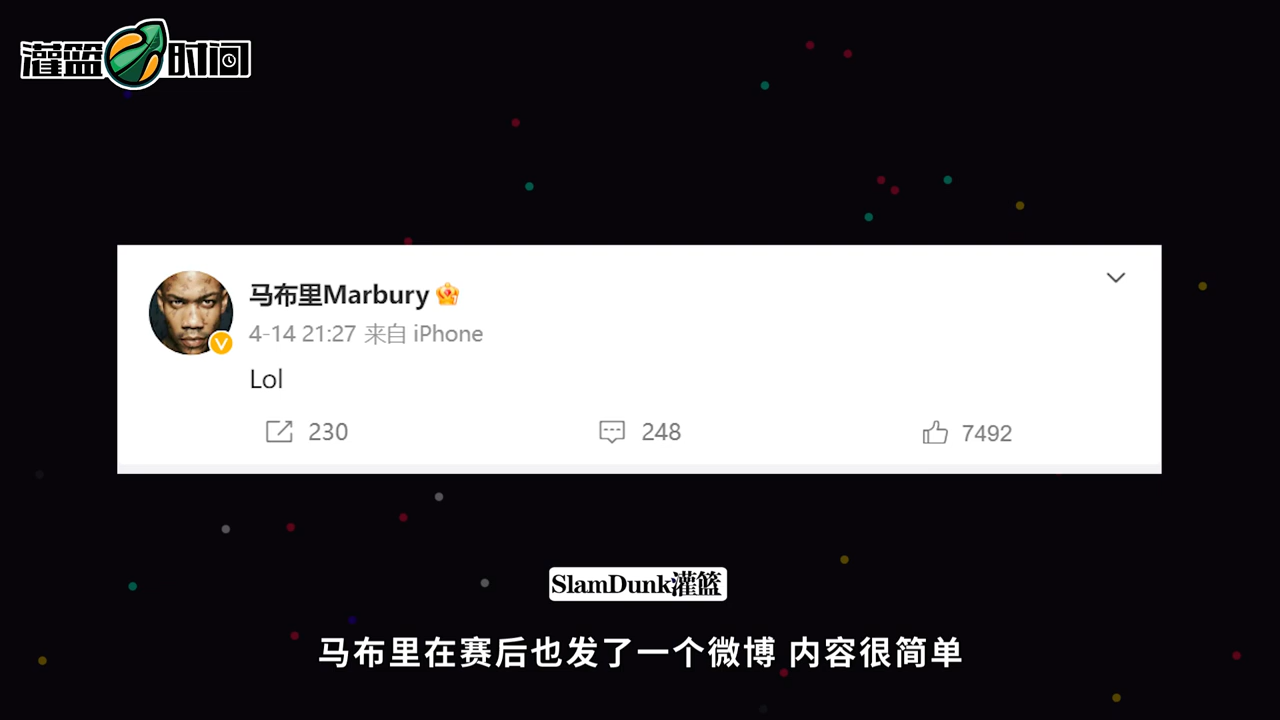 灌篮时间
马布里Marbury
4-14 21:27 来自 iPhone
Lol
230 248 7492
SlamDunk灌篮
马布里在赛后也发了一个微博 内容很简单